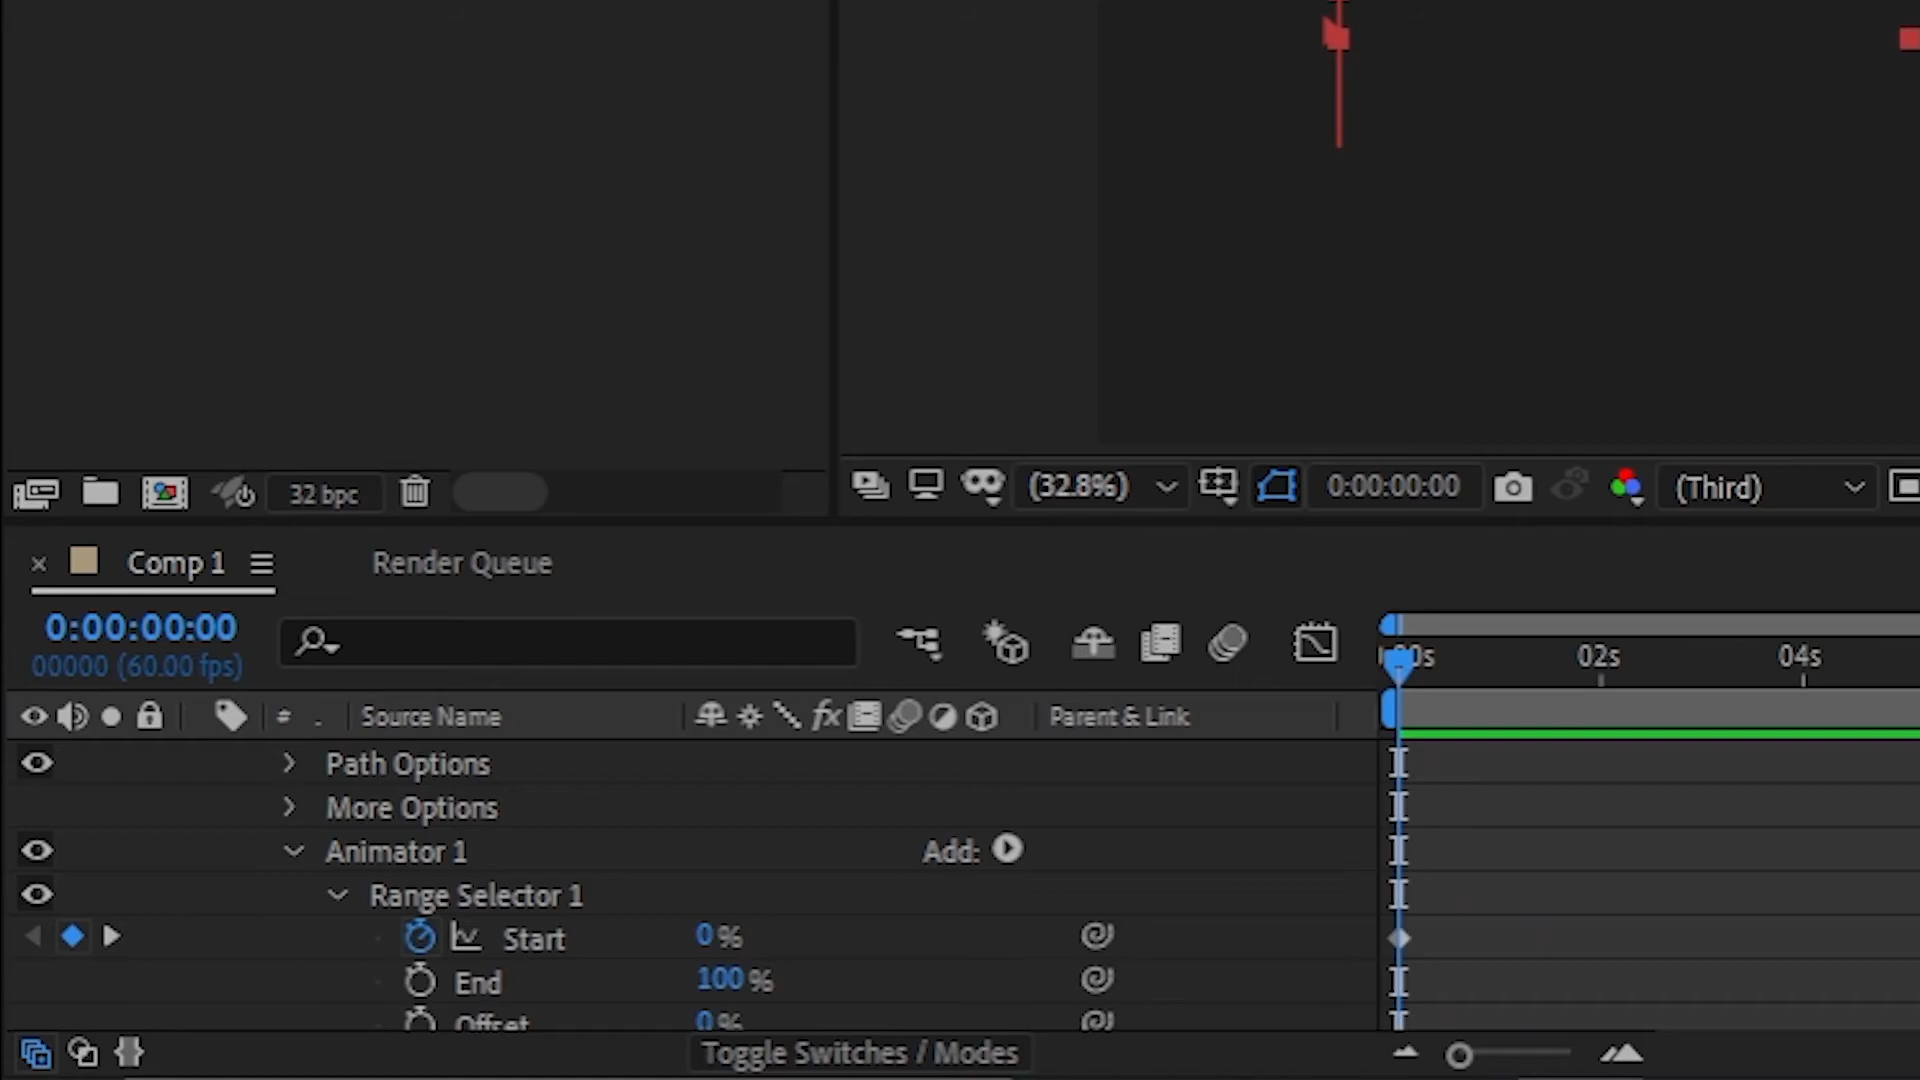 32 bpc
(32.8%)
0:00:00:00
(Third)
Comp 1
Render Queue
0:00:00:00
00000 (60.00 fps)
02s
04s
# . Source Name
fx
Parent & Link
Path Options
More Options
Animator 1
Add:
Range Selector 1
Start 0 %
End 100 %
Offset 0 %
Toggle Switches / Modes